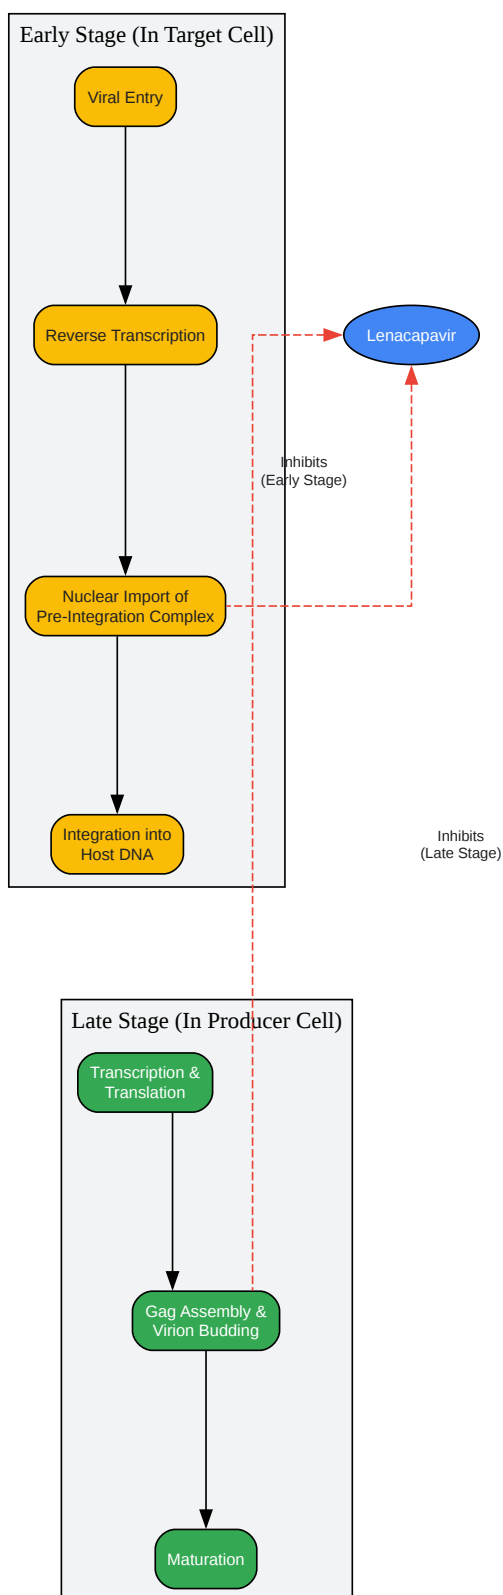 Early Stage (In Target Cell)
Viral Entry
Reverse Transcription
Lenacapavir
Inhibits
(Early Stage)
Nuclear Import of
Pre-Integration Complex
Integration into
Host DNA
Inhibits
(Late Stage)
Late Stage (In Producer Cell)
Transcription &
Translation
Gag Assembly &
Virion Budding
Maturation